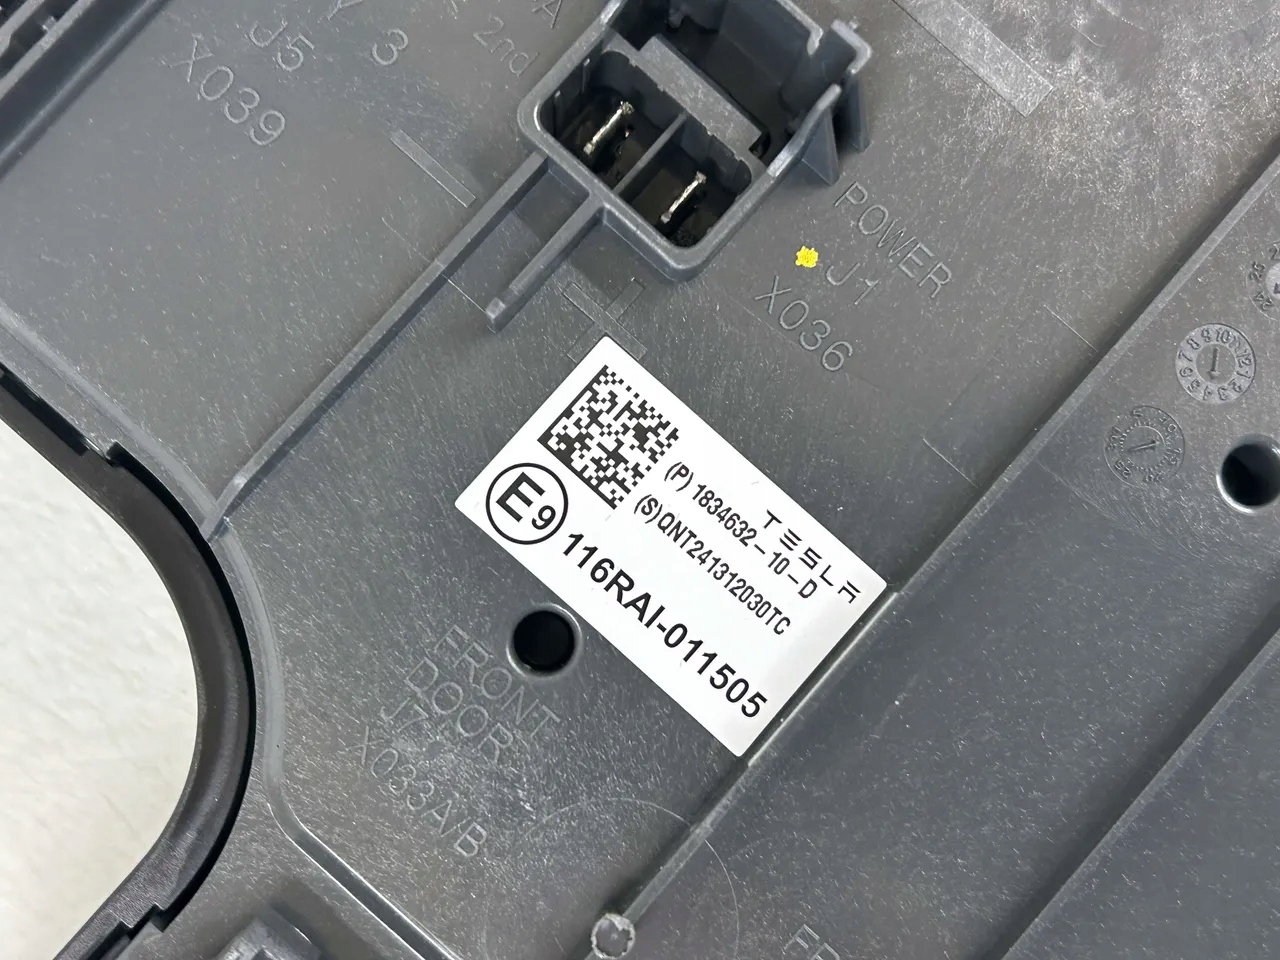 J5
X039
Y 3
2nd
POWER
J1
X036
TESLA
(P) 1834632-10-D
(S)QNT241312030TC
E9
116RAI-011505
FRONT
DOOR
J7
X033A/B